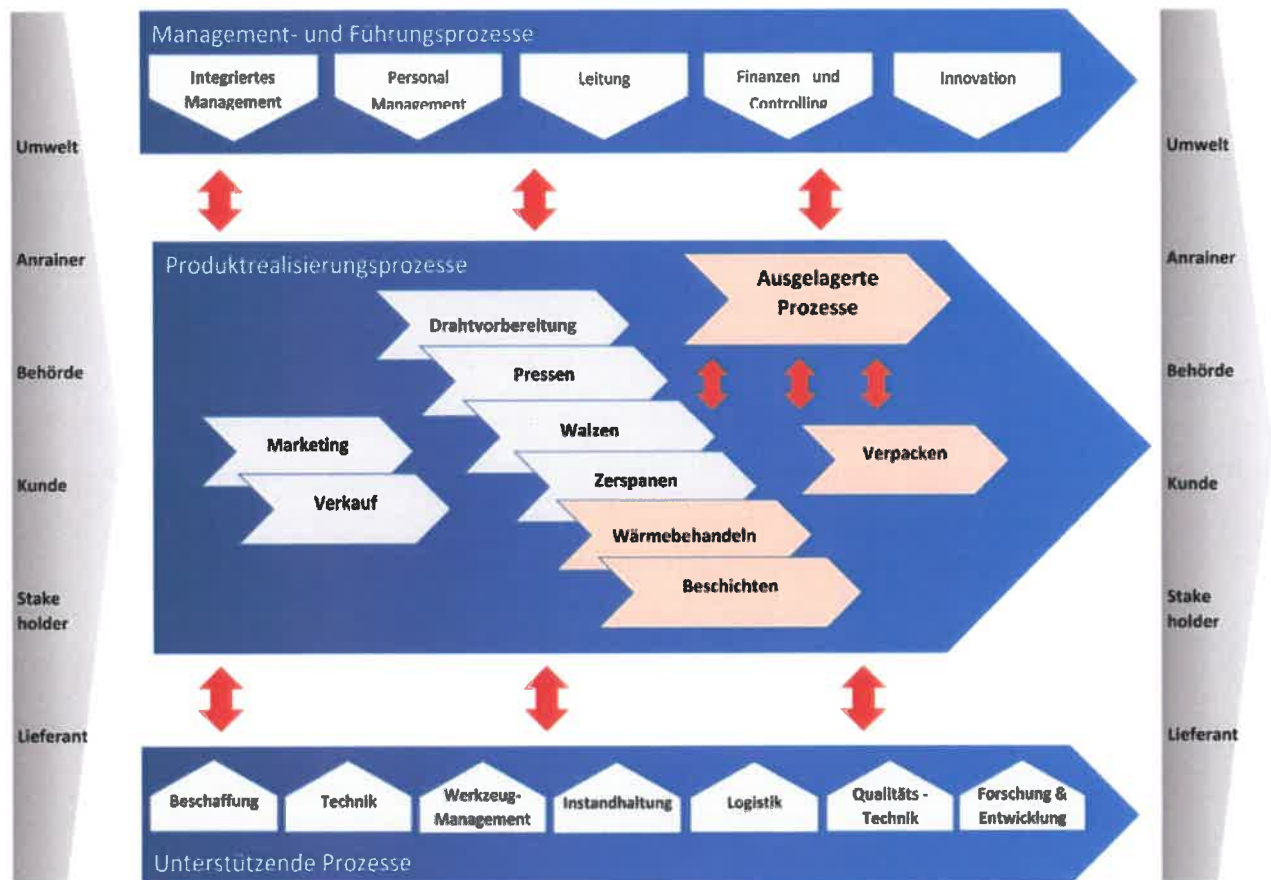 Management- und Führungsprozesse
Integriertes
Management
Personal
Management
Leitung
Finanzen und
Controlling
Innovation
Umwelt
Anrainer
Behörde
Kunde
Stake
holder
Lieferant
Produktrealisierungsprozesse
Ausgelagerte
Prozesse
Drahtvorbereitung
Pressen
Walzen
Zerspanen
Wärmebehandeln
Beschichten
Marketing
Verkauf
Verpacken
Umwelt
Anrainer
Behörde
Kunde
Stake
holder
Lieferant
Beschaffung
Technik
Werkzeug-
Management
Instandhaltung
Logistik
Qualitäts -
Technik
Forschung &
Entwicklung
Unterstützende Prozesse